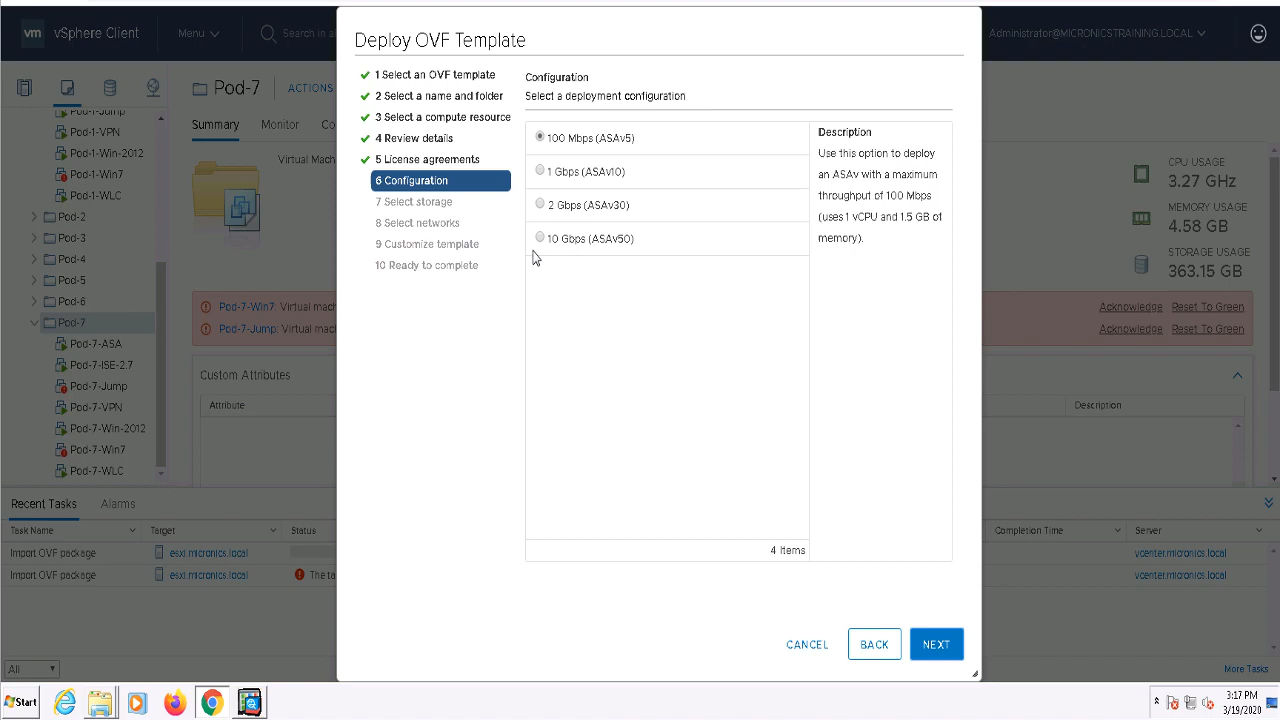 vm vSphere Client Menu Search in al Administrator@MICRONICSTRAINING.LOCAL
Pod-1-Jump
Pod-1-VPN
Pod-1-Win-2012
Pod-1-Win7
Pod-1-WLC
Pod-2
Pod-3
Pod-4
Pod-5
Pod-6
Pod-7
Pod-7-ASA
Pod-7-ISE-2.7
Pod-7-Jump
Pod-7-VPN
Pod-7-Win-2012
Pod-7-Win7
Pod-7-WLC
Pod-7 ACTIONS
Summary Monitor Co
Virtual Mach
Pod-7-Win7: Virtual mach
Pod-7-Jump: Virtual mach
Custom Attributes
Attribute
Deploy OVF Template
1 Select an OVF template
2 Select a name and folder
3 Select a compute resource
4 Review details
5 License agreements
6 Configuration
7 Select storage
8 Select networks
9 Customize template
10 Ready to complete
Configuration
Select a deployment configuration
100 Mbps (ASAv5)
1 Gbps (ASAv10)
2 Gbps (ASAv30)
10 Gbps (ASAv50)
4 items
Description
Use this option to deploy
an ASAv with a maximum
throughput of 100 Mbps
(uses 1 vCPU and 1.5 GB of
memory).
CANCEL BACK NEXT
CPU USAGE
3.27 GHz
MEMORY USAGE
4.58 GB
STORAGE USAGE
363.15 GB
Acknowledge Reset To Green
Acknowledge Reset To Green
Description
Recent Tasks Alarms
Task Name Target Status Completion Time Server
Import OVF package esxi.micronics.local vcenter.micronics.local
Import OVF package esxi.micronics.local The ta vcenter.micronics.local
All More Tasks
Start 3:17 PM
3/19/2020